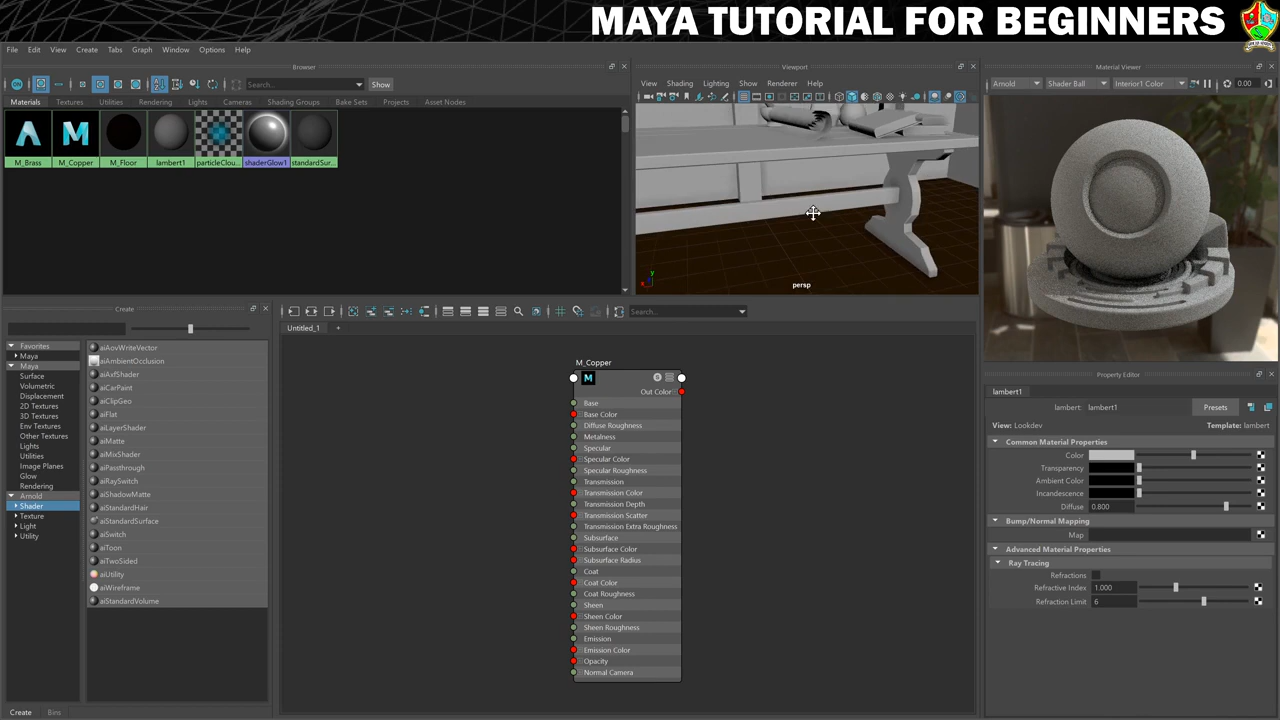 MAYA TUTORIAL FOR BEGINNERS
File Edit View Create Tabs Graph Window Options Help
Browser
Search... Show
Materials Textures Utilities Rendering Lights Cameras Shading Groups Bake Sets Projects Asset Nodes
M_Brass M_Copper M_Floor lambert1 particleClou... shaderGlow1 standardSur...
Viewport
View Shading Lighting Show Renderer Help
persp
Material Viewer
Arnold Shader Ball Interior1 Color 0.00
Create
Favorites
Maya
Maya
Surface
Volumetric
Displacement
2D Textures
3D Textures
Env Textures
Other Textures
Lights
Utilities
Image Planes
Glow
Rendering
Arnold
Shader
Texture
Light
Utility
aiAovWriteVector
aiAmbientOcclusion
aiAxfShader
aiCarPaint
aiClipGeo
aiFlat
aiLayerShader
aiMatte
aiMixShader
aiPassthrough
aiRaySwitch
aiShadowMatte
aiStandardHair
aiStandardSurface
aiSwitch
aiToon
aiTwoSided
aiUtility
aiWireframe
aiStandardVolume
Create Bins
Search...
Untitled_1 +
M_Copper
M
Out Color
Base
Base Color
Diffuse Roughness
Metalness
Specular
Specular Color
Specular Roughness
Transmission
Transmission Color
Transmission Depth
Transmission Scatter
Transmission Extra Roughness
Subsurface
Subsurface Color
Subsurface Radius
Coat
Coat Color
Coat Roughness
Sheen
Sheen Color
Sheen Roughness
Emission
Emission Color
Opacity
Normal Camera
Property Editor
lambert1
lambert: lambert1 Presets
View: Lookdev Template: lambert
Common Material Properties
Color
Transparency
Ambient Color
Incandescence
Diffuse 0.800
Bump/Normal Mapping
Map
Advanced Material Properties
Ray Tracing
Refractions
Refractive Index 1.000
Refraction Limit 6